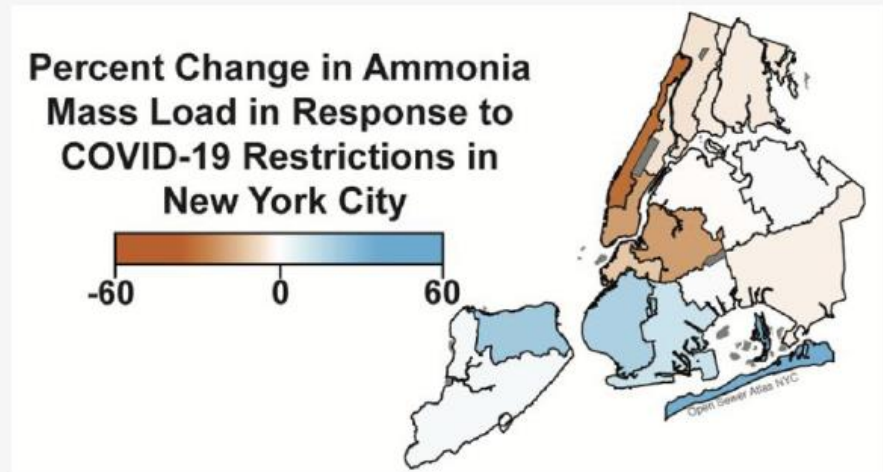 Percent Change in Ammonia
Mass Load in Response to
COVID-19 Restrictions in
New York City
-60 0 60
Open Sewer Atlas NYC